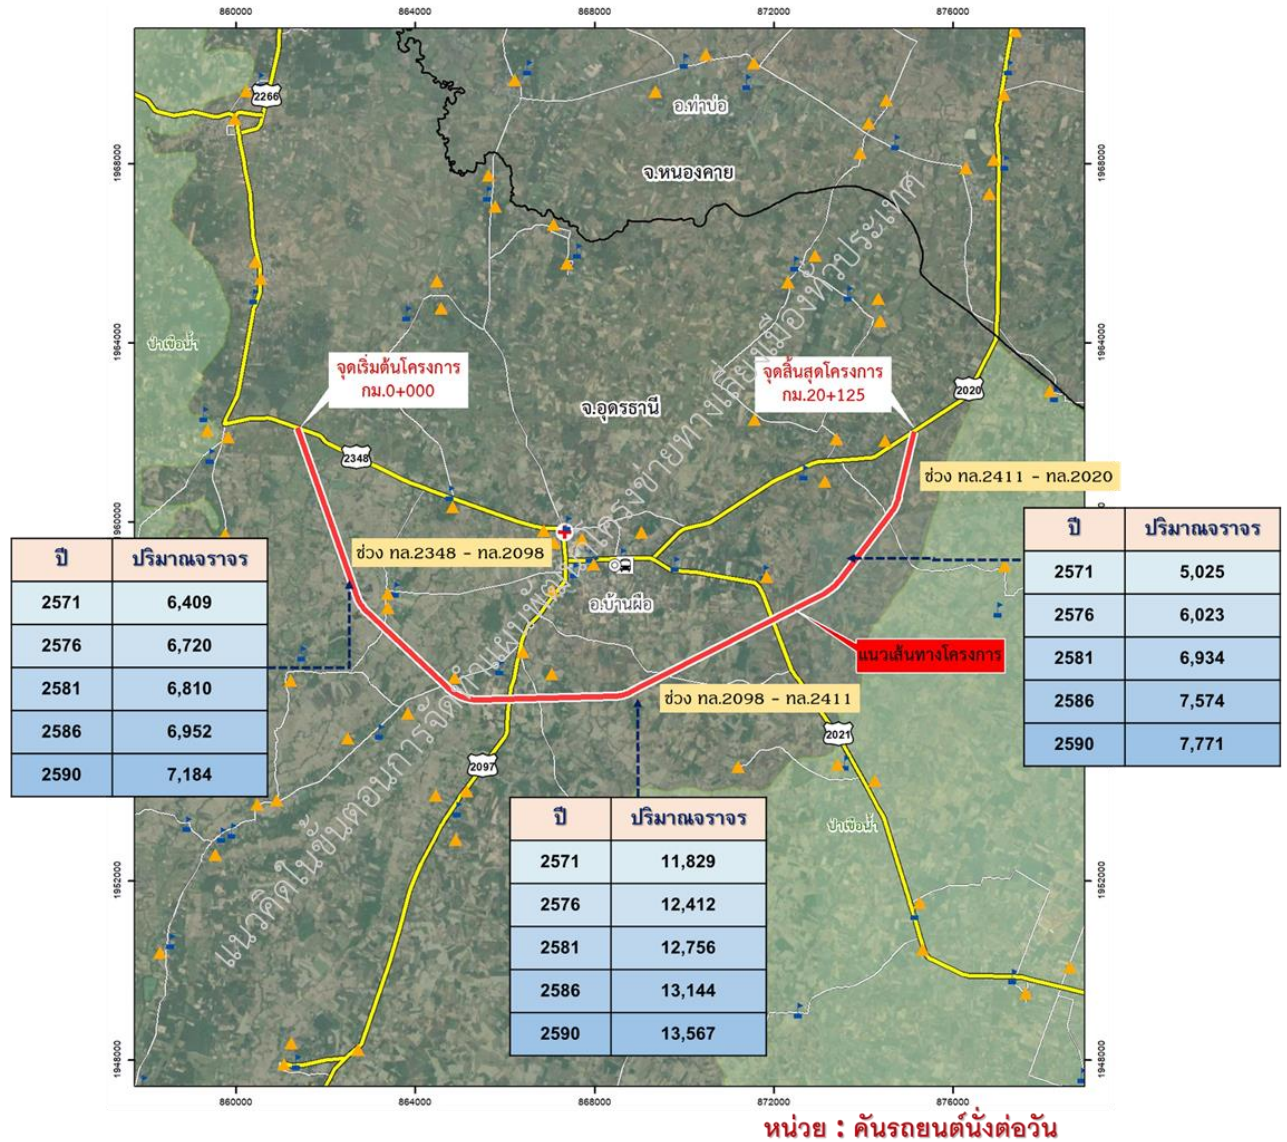 860000
864000
868000
872000
876000
2266
อ.ท่าบ่อ
1968000
จ.หนองคาย
1968000
ป่าเชือน้ำ
1964000
1964000
จุดเริ่มต้นโครงการ
กม.0+000
จุดสิ้นสุดโครงการ
กม.20+125
2020
จ.อุดรธานี
2348
ช่วง ทล.2411 - ทล.2020
1960000
ช่วง ทล.2348 - ทล.2098
อ.บ้านผือ
ปี ปริมาณจราจร
2571 6,409
2576 6,720
2581 6,810
2586 6,952
2590 7,184
ปี ปริมาณจราจร
2571 5,025
2576 6,023
2581 6,934
2586 7,574
2590 7,771
แนวเส้นทางโครงการ
ช่วง ทล.2098 - ทล.2411
2021
2097
ป่าเชือน้ำ
ปี ปริมาณจราจร
2571 11,829
2576 12,412
2581 12,756
2586 13,144
2590 13,567
1952000
1952000
1948000
1948000
860000
864000
868000
872000
876000
หน่วย : คันรถยนต์นั่งต่อวัน